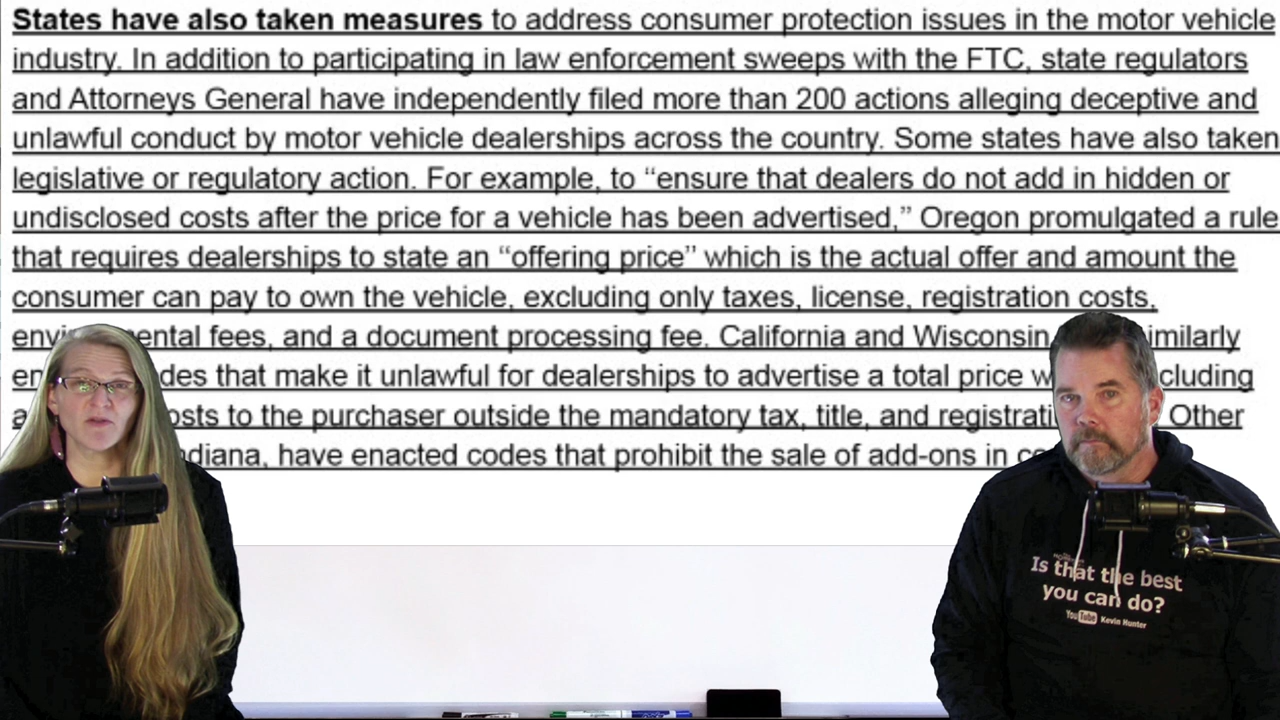 States have also taken measures to address consumer protection issues in the motor vehicle
industry. In addition to participating in law enforcement sweeps with the FTC, state regulators
and Attorneys General have independently filed more than 200 actions alleging deceptive and
unlawful conduct by motor vehicle dealerships across the country. Some states have also taken
legislative or regulatory action. For example, to “ensure that dealers do not add in hidden or
undisclosed costs after the price for a vehicle has been advertised,” Oregon promulgated a rule
that requires dealerships to state an “offering price” which is the actual offer and amount the
consumer can pay to own the vehicle, excluding only taxes, license, registration costs,
fees, and a document processing fee. California and Wisconsin
that make it unlawful for dealerships to advertise a total price
to the purchaser outside the mandatory tax, title, and Other
have enacted codes that prohibit the sale of add-ons in
Is that the best
you can do?
YouTube Kevin Hunter